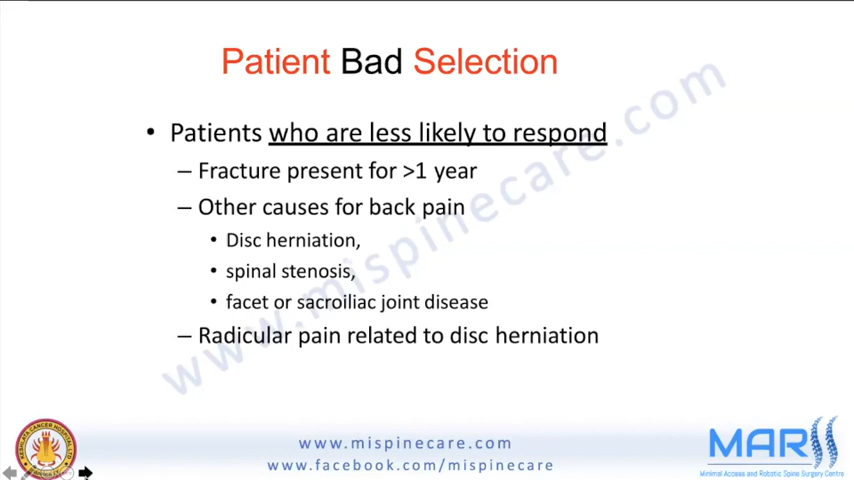 Patient Bad Selection
• Patients who are less likely to respond
– Fracture present for >1 year
– Other causes for back pain
• Disc herniation,
• spinal stenosis,
• facet or sacroiliac joint disease
– Radicular pain related to disc herniation
www.mispinecare.com
www.mispinecare.com
www.facebook.com/mispinecare
MARSS
Minimal Access and Robotic Spine Surgery Centre